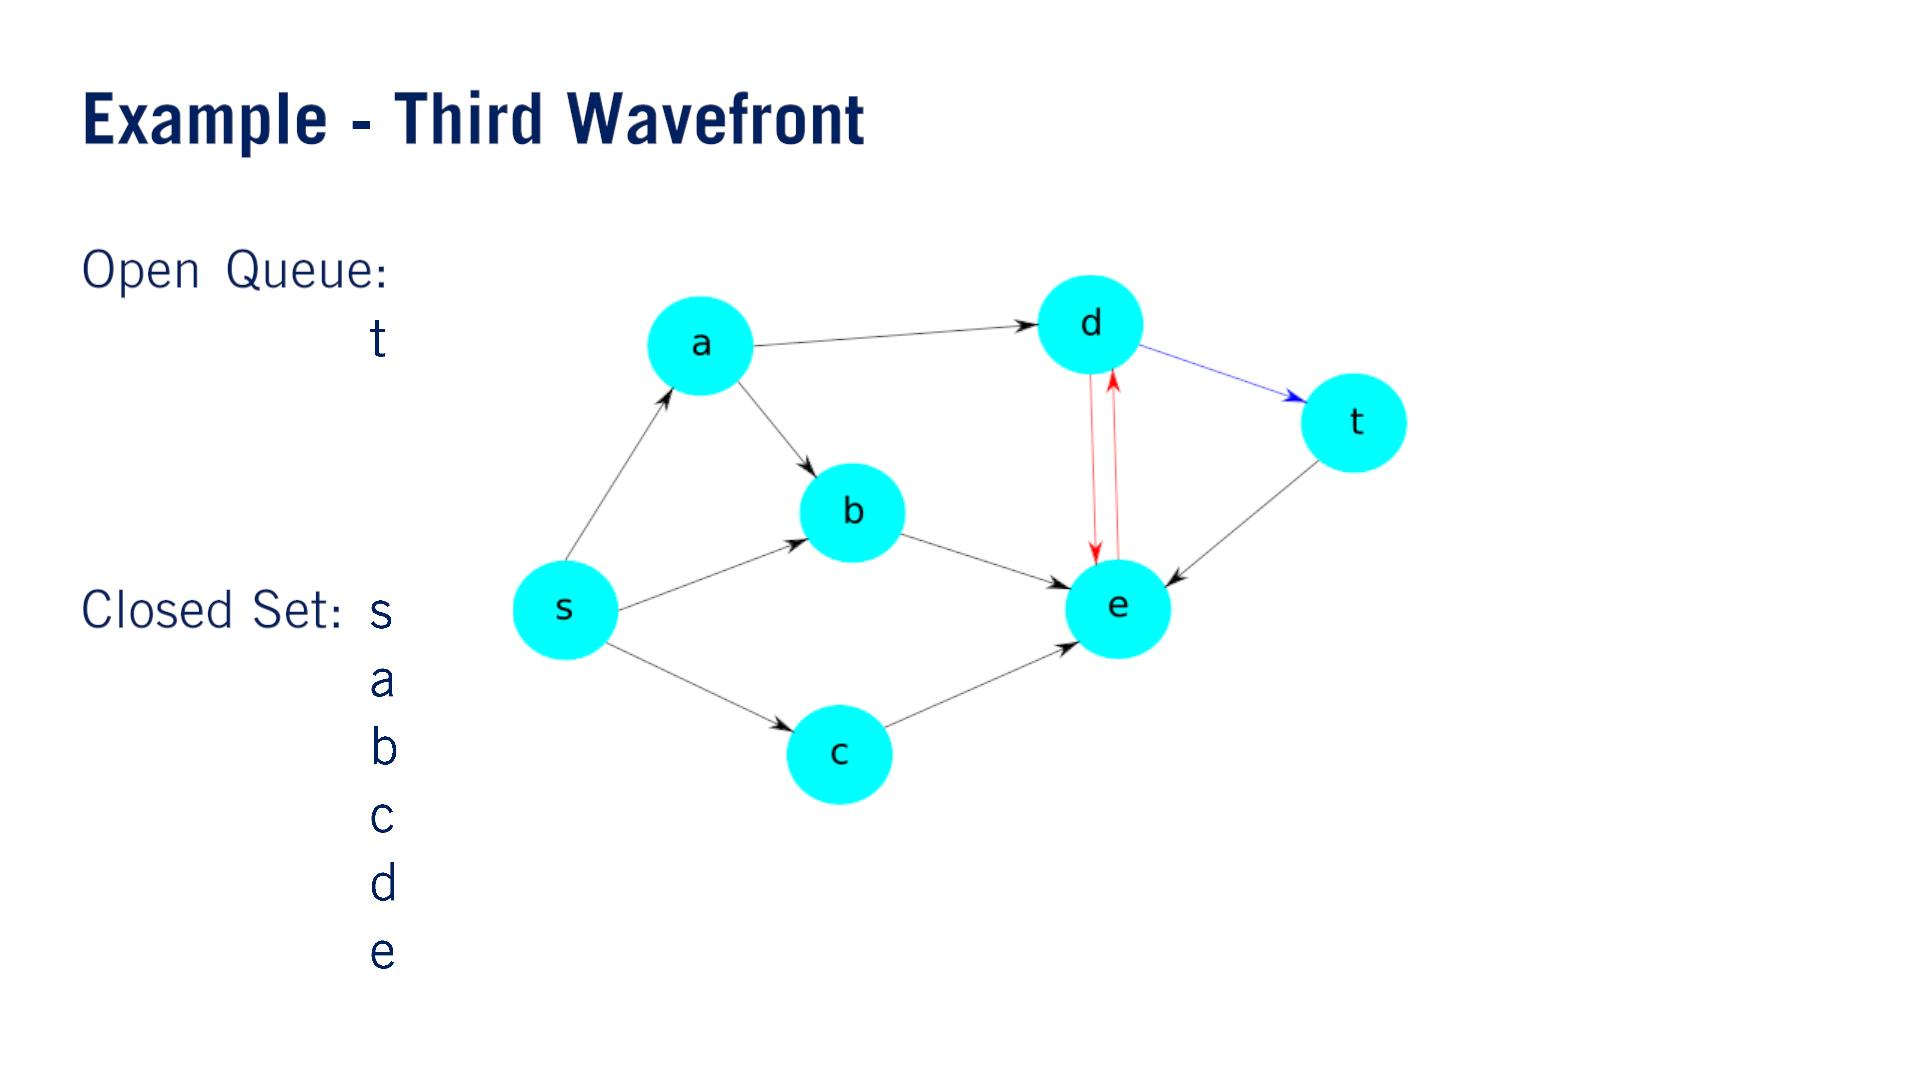 Example - Third Wavefront
Open Queue:
t
Closed Set: s
a
b
c
d
e
a
d
t
b
s
e
c